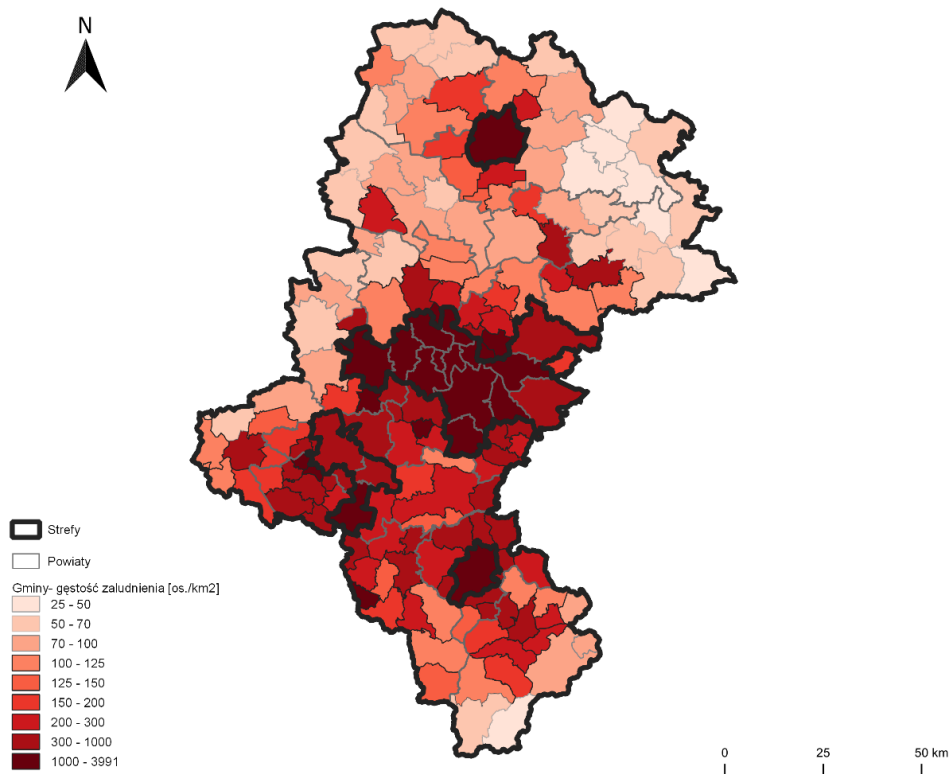 N
Strefy
Powiaty
Gminy- gęstość zaludnienia [os./km2]
25 - 50
50 - 70
70 - 100
100 - 125
125 - 150
150 - 200
200 - 300
300 - 1000
1000 - 3991
0 25 50 km